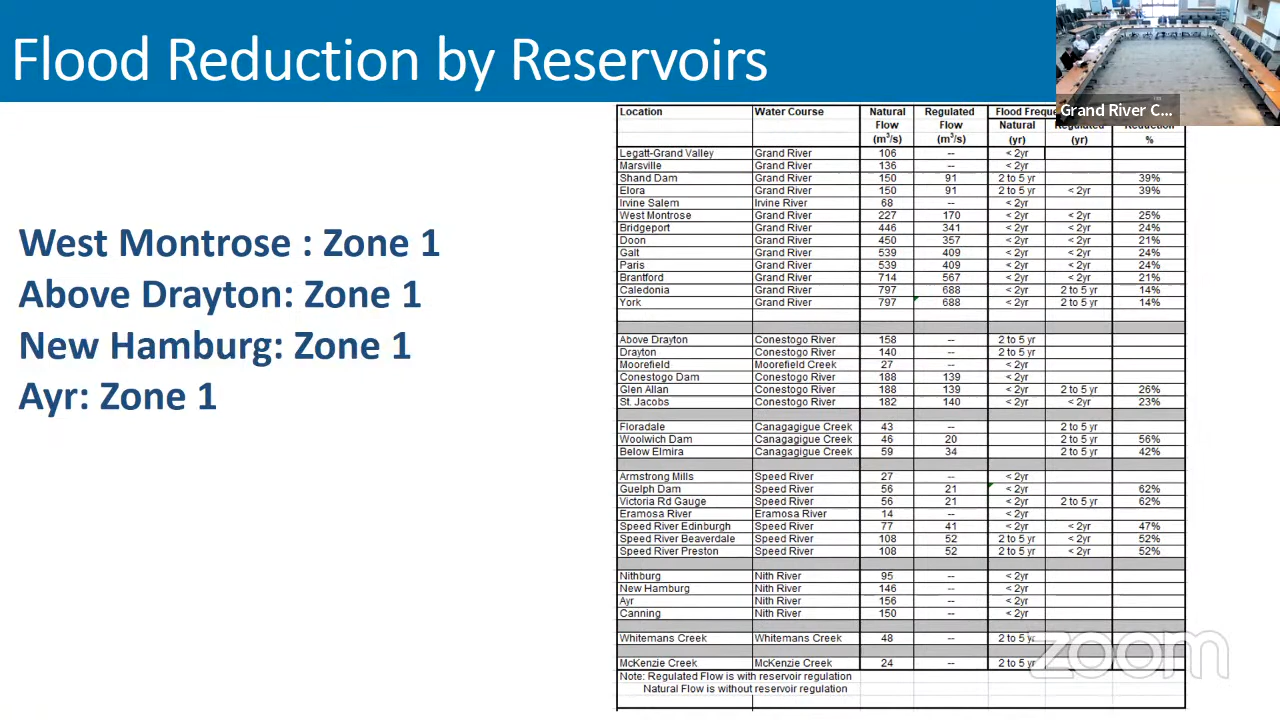 Flood Reduction by Reservoirs
Grand River C...
West Montrose : Zone 1
Above Drayton: Zone 1
New Hamburg: Zone 1
Ayr: Zone 1
Location Water Course Natural Regulated Flood Frequ
Flow Flow Natural Regulated Reduction
(m³/s) (m³/s) (yr) (yr) %
Legatt-Grand Valley Grand River 106 -- < 2yr
Marsville Grand River 136 -- < 2yr
Shand Dam Grand River 150 91 2 to 5 yr 39%
Elora Grand River 150 91 2 to 5 yr < 2yr 39%
Irvine Salem Irvine River 68 -- < 2yr
West Montrose Grand River 227 170 < 2yr < 2yr 25%
Bridgeport Grand River 446 341 < 2yr < 2yr 24%
Doon Grand River 450 357 < 2yr < 2yr 21%
Galt Grand River 539 409 < 2yr < 2yr 24%
Paris Grand River 539 409 < 2yr < 2yr 24%
Brantford Grand River 714 567 < 2yr < 2yr 21%
Caledonia Grand River 797 688 < 2yr 2 to 5 yr 14%
York Grand River 797 688 < 2yr 2 to 5 yr 14%
Above Drayton Conestogo River 158 -- 2 to 5 yr
Drayton Conestogo River 140 -- 2 to 5 yr
Moorefield Moorefield Creek 27 -- < 2yr
Conestogo Dam Conestogo River 188 139 < 2yr
Glen Allan Conestogo River 188 139 < 2yr 2 to 5 yr 26%
St. Jacobs Conestogo River 182 140 < 2yr < 2yr 23%
Floradale Canagagigue Creek 43 -- 2 to 5 yr
Woolwich Dam Canagagigue Creek 46 20 2 to 5 yr 56%
Below Elmira Canagagigue Creek 59 34 2 to 5 yr 42%
Armstrong Mills Speed River 27 -- < 2yr
Guelph Dam Speed River 56 21 < 2yr 62%
Victoria Rd Gauge Speed River 56 21 < 2yr 2 to 5 yr 62%
Eramosa River Eramosa River 14 -- < 2yr
Speed River Edinburgh Speed River 77 41 < 2yr < 2yr 47%
Speed River Beaverdale Speed River 108 52 2 to 5 yr < 2yr 52%
Speed River Preston Speed River 108 52 2 to 5 yr < 2yr 52%
Nithburg Nith River 95 -- < 2yr
New Hamburg Nith River 146 -- < 2yr
Ayr Nith River 156 -- < 2yr
Canning Nith River 150 -- < 2yr
Whitemans Creek Whitemans Creek 48 -- 2 to 5 yr
McKenzie Creek McKenzie Creek 24 -- 2 to 5 yr
Note: Regulated Flow is with reservoir regulation
Natural Flow is without reservoir regulation
zoom